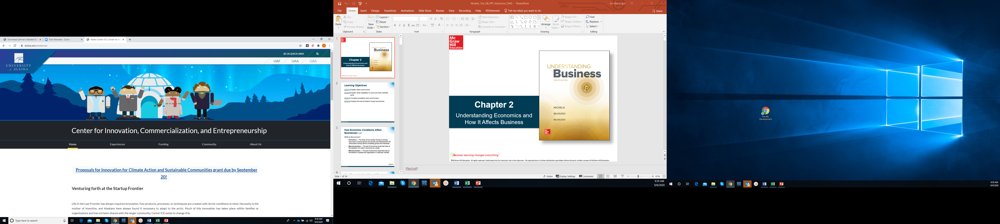 Download Lahman's Baseball Da
Post Attendee - Zoom
Alaska Center ICE | Center for In
alaska.edu/centerice/
UA QUICK LINKS
UNIVERSITY
of ALASKA
UAF UAA UAS
Center for Innovation, Commercialization, and Entrepreneurship
Home Experiences Funding Community About Us
Proposals for Innovation for Climate Action and Sustainable Communities grant due by September
20!
Venturing forth at the Startup Frontier
Life in the Last Frontier has always required innovation. Few products, processes, or techniques are created with Arctic conditions in mind. Necessity is the
mother of invention, and Alaskans have always found it necessary to adapt to the arctic. Much of this innovation has taken place within families or
organizations and has not been shared with the larger community. Center ICE exists to change this.
Type here to search
9:39 AM
9/8/2020
Nickels_12e_UB_PPT_Instructor_Ch02 - PowerPoint
Jon Nachtigal
File Home Insert Design Transitions Animations Slide Show Review View Recording Help PDFelement Tell me what you want to do
Share
Paste
Cut
Copy
Format Painter
Clipboard
New
Slide
Layout
Reset
Section
Slides
Font
Text Direction
Align Text
Convert to SmartArt
Paragraph
Arrange
Quick
Styles
Shape Fill
Shape Outline
Shape Effects
Drawing
Find
Replace
Select
Editing
1
UNDERSTANDING
Business
Chapter 2
Understanding Economics and
How It Affects Business
2
Learning Objectives
LO 2-1 Explain basic economics.
LO 2-2 Explain what capitalism is and how free markets
work.
LO 2-3 Compare socialism and communism.
LO 2-4 Analyze the trend toward mixed economies.
3
How Economic Conditions Affect
Businesses 1 of 7
What Is Economics?
• Economics — The study of how society chooses to employ
resources to produce goods and services and distribute them for
consumption among various competing groups and individuals.
• Macroeconomics — The part of economics study that looks at
the operation of a nation's economy as a whole.
• Microeconomics — The part of economics study that looks at
the behavior of people and organizations in particular markets.
LO 2-1
4
Mc
Graw
Hill
Education
Chapter 2
Understanding Economics and
How It Affects Business
UNDERSTANDING
Business
TWELFTH EDITION
NICKELS
McHUGH
McHUGH
Mc
Graw
Hill
Education
Because learning changes everything.®
©McGraw-Hill Education. All rights reserved. Authorized only for instructor use in the classroom. No reproduction or further distribution permitted without the prior written consent of McGraw-Hill Education.
FlipGrid?
Slide 1 of 54
Notes Display Settings Comments
81%
9:39 AM
9/8/2020
Faculty
Development
9:39 AM
9/8/2020